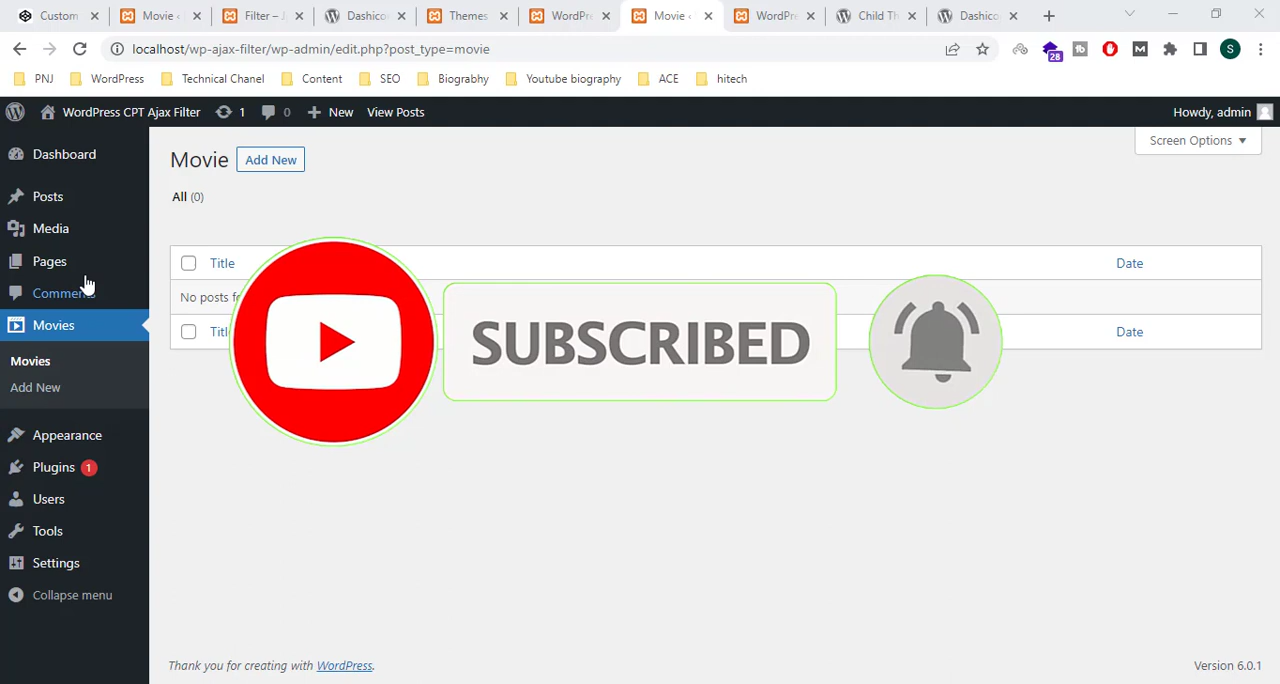 Custom
Movie ‹
Filter – J
Dashico
Themes
WordPr
Movie ‹
WordPr
Child Th
Dashico
localhost/wp-ajax-filter/wp-admin/edit.php?post_type=movie
28
S
PNJ
WordPress
Technical Chanel
Content
SEO
Biograbhy
Youtube biography
ACE
hitech
WordPress CPT Ajax Filter
1
0
New
View Posts
Howdy, admin
Dashboard
Posts
Media
Pages
Comments
Movies
Movies
Add New
Appearance
Plugins 1
Users
Tools
Settings
Collapse menu
Screen Options
Movie Add New
All (0)
Title
Date
No posts fo
Titl
Date
SUBSCRIBED
Thank you for creating with WordPress.
Version 6.0.1